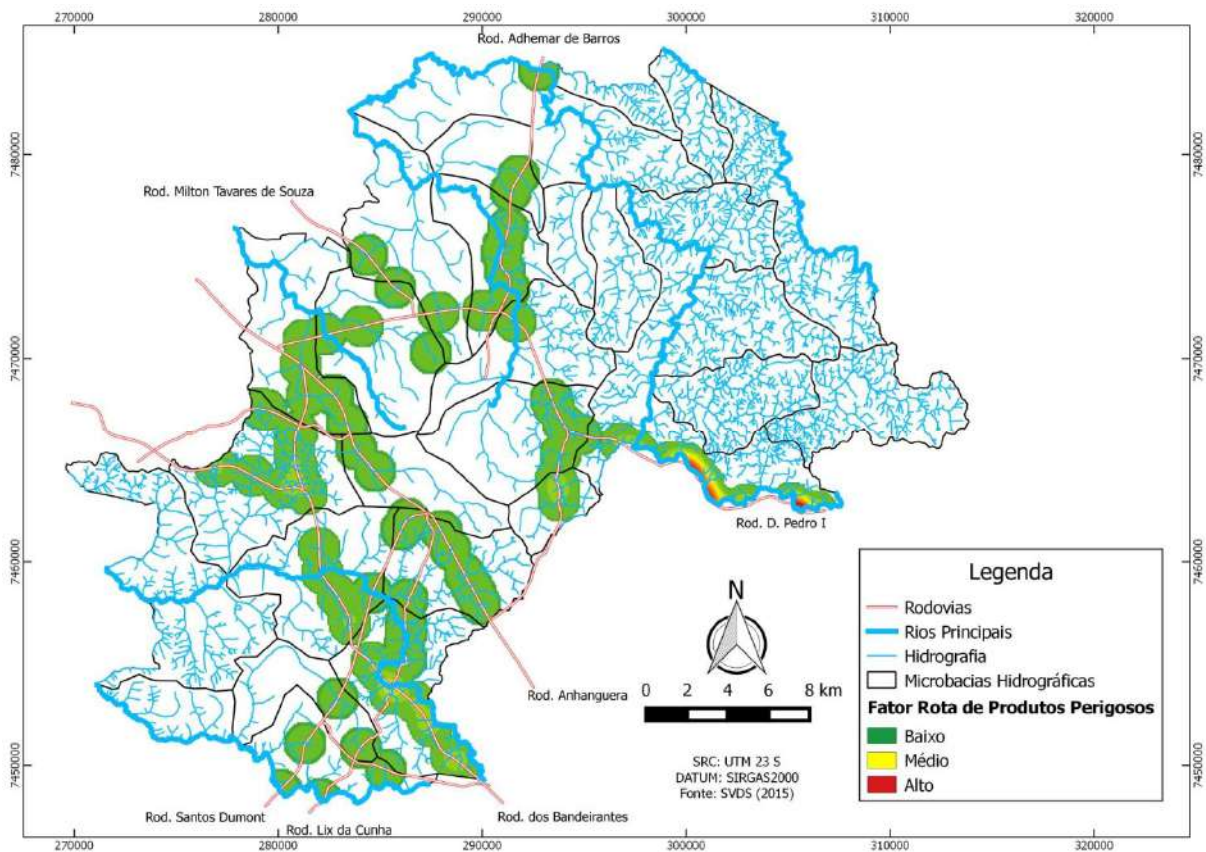 270000 280000 290000 300000 310000 320000
Rod. Adhemar de Barros
7480000 7480000
Rod. Milton Tavares de Souza
7470000 7470000
Rod. D. Pedro I
7460000 7460000
Legenda
Rodovias
Rios Principais
Hidrografia
Microbacias Hidrográficas
Fator Rota de Produtos Perigosos
Baixo
Médio
Alto
N
0 2 4 6 8 km
Rod. Anhanguera
SRC: UTM 23 S
DATUM: SIRGAS2000
Fonte: SVDS (2015)
7450000 7450000
Rod. Santos Dumont
Rod. Lix da Cunha
Rod. dos Bandeirantes
270000 280000 290000 300000 310000 320000